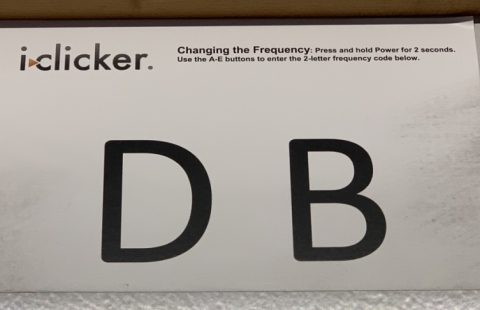 i>clicker.
Changing the Frequency: Press and hold Power for 2 seconds.
Use the A-E buttons to enter the 2-letter frequency code below.
D B